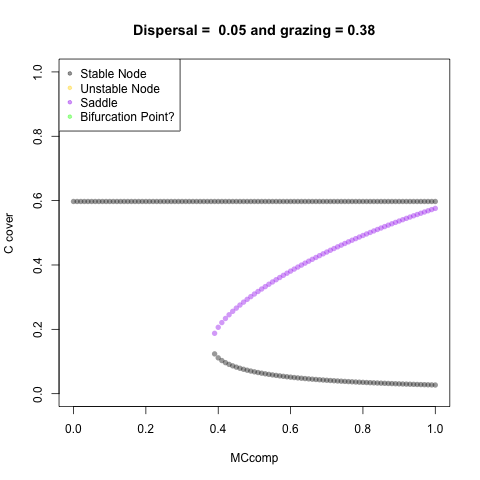 Dispersal =  0.05 and grazing = 0.38
Stable Node
Unstable Node
Saddle
Bifurcation Point?
C cover
1.0
0.8
0.6
0.4
0.2
0.0
0.0 0.2 0.4 0.6 0.8 1.0
MCcomp